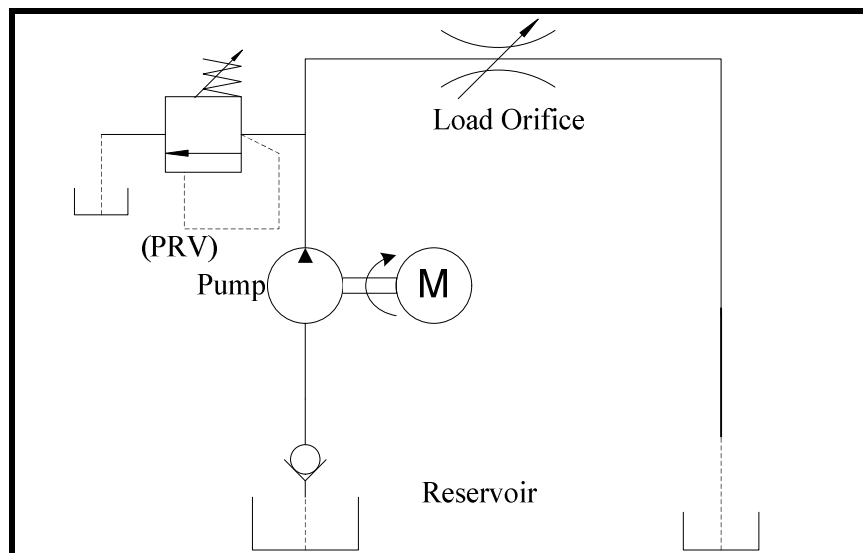 Load Orifice
(PRV)
Pump
M
Reservoir